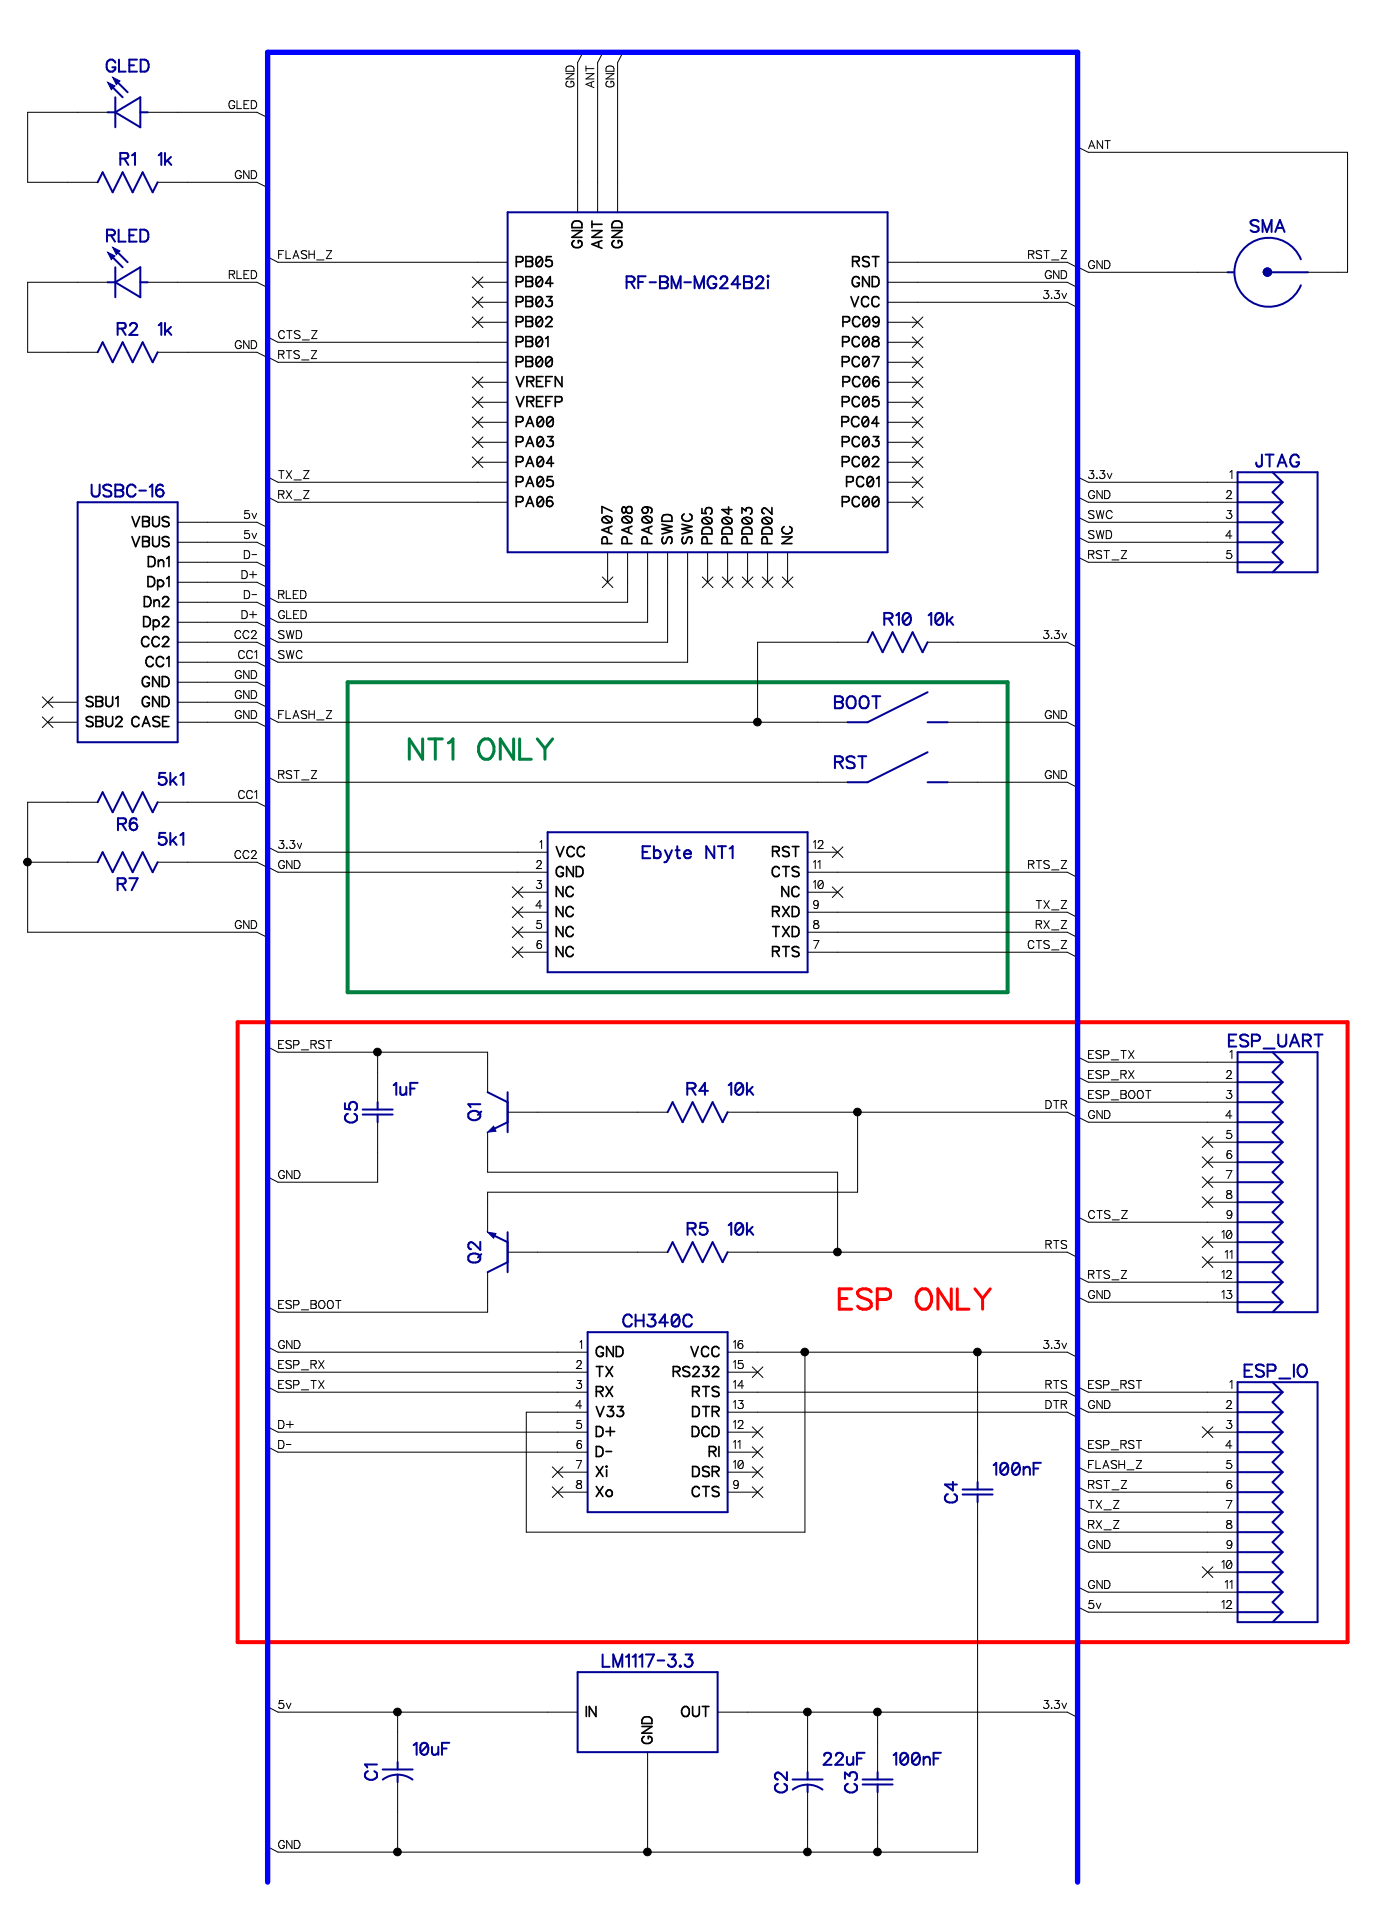 GLED
GLED
R1 1k
GND
RLED
RLED
R2 1k
GND
USBC-16
VBUS 5v
VBUS 5v
Dn1 D-
Dp1 D+
Dn2 D-
Dp2 D+
CC2 CC2
CC1 CC1
GND GND
SBU1 GND GND
SBU2 CASE GND
5k1
R6 CC1
5k1
R7 CC2
GND
GND ANT GND
GND ANT GND
RF-BM-MG24B2i
FLASH_Z PB05
PB04
PB03
PB02
CTS_Z PB01
RTS_Z PB00
VREFN
VREFP
PA00
PA03
PA04
TX_Z PA05
RX_Z PA06
RST RST_Z
GND GND
VCC 3.3v
PC09
PC08
PC07
PC06
PC05
PC04
PC03
PC02
PC01
PC00
PA07 PA08 PA09 SWD SWC PD05 PD04 PD03 PD02 NC
RLED
GLED
SWD
SWC
R10 10k
3.3v
ANT
SMA
GND
JTAG
3.3v 1
GND 2
SWC 3
SWD 4
RST_Z 5
FLASH_Z BOOT GND
NT1 ONLY
RST_Z RST GND
Ebyte NT1
3.3v 1 VCC
GND 2 GND
3 NC
4 NC
5 NC
6 NC
RST 12
CTS 11 RTS_Z
NC 10
RXD 9 TX_Z
TXD 8 RX_Z
RTS 7 CTS_Z
ESP_RST
1uF
C5
GND
Q1
R4 10k
DTR
Q2
R5 10k
RTS
ESP_BOOT
ESP ONLY
CH340C
GND 1 GND
ESP_RX 2 TX
ESP_TX 3 RX
4 V33
D+ 5 D+
D- 6 D-
7 Xi
8 Xo
VCC 16 3.3v
RS232 15
RTS 14 RTS
DTR 13 DTR
DCD 12
RI 11
DSR 10
CTS 9
C4 100nF
ESP_UART
ESP_TX 1
ESP_RX 2
ESP_BOOT 3
GND 4
5
6
7
8
CTS_Z 9
10
11
RTS_Z 12
GND 13
ESP_IO
ESP_RST 1
GND 2
3
ESP_RST 4
FLASH_Z 5
RST_Z 6
TX_Z 7
RX_Z 8
GND 9
10
GND 11
5v 12
LM1117-3.3
5v IN GND OUT 3.3v
C1 10uF
C2 22uF
C3 100nF
GND